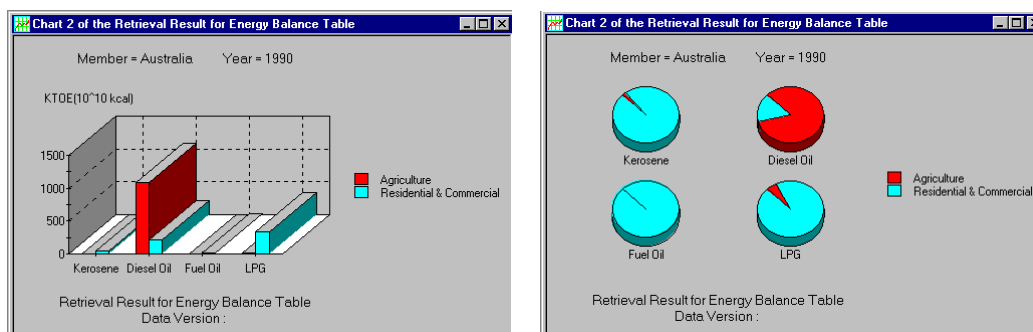 Chart 2 of the Retrieval Result for Energy Balance Table
Member = Australia Year = 1990
KTOE(10^10 kcal)
1500
1000
500
0
Kerosene Diesel Oil Fuel Oil LPG
Agriculture
Residential & Commercial
Retrieval Result for Energy Balance Table
Data Version :
Chart 2 of the Retrieval Result for Energy Balance Table
Member = Australia Year = 1990
Kerosene Diesel Oil
Fuel Oil LPG
Agriculture
Residential & Commercial
Retrieval Result for Energy Balance Table
Data Version :